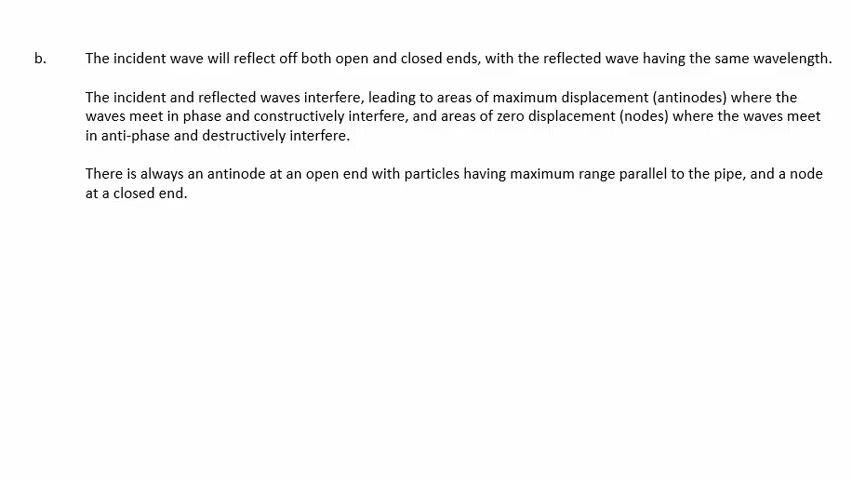 b. The incident wave will reflect off both open and closed ends, with the reflected wave having the same wavelength.
The incident and reflected waves interfere, leading to areas of maximum displacement (antinodes) where the
waves meet in phase and constructively interfere, and areas of zero displacement (nodes) where the waves meet
in anti-phase and destructively interfere.
There is always an antinode at an open end with particles having maximum range parallel to the pipe, and a node
at a closed end.